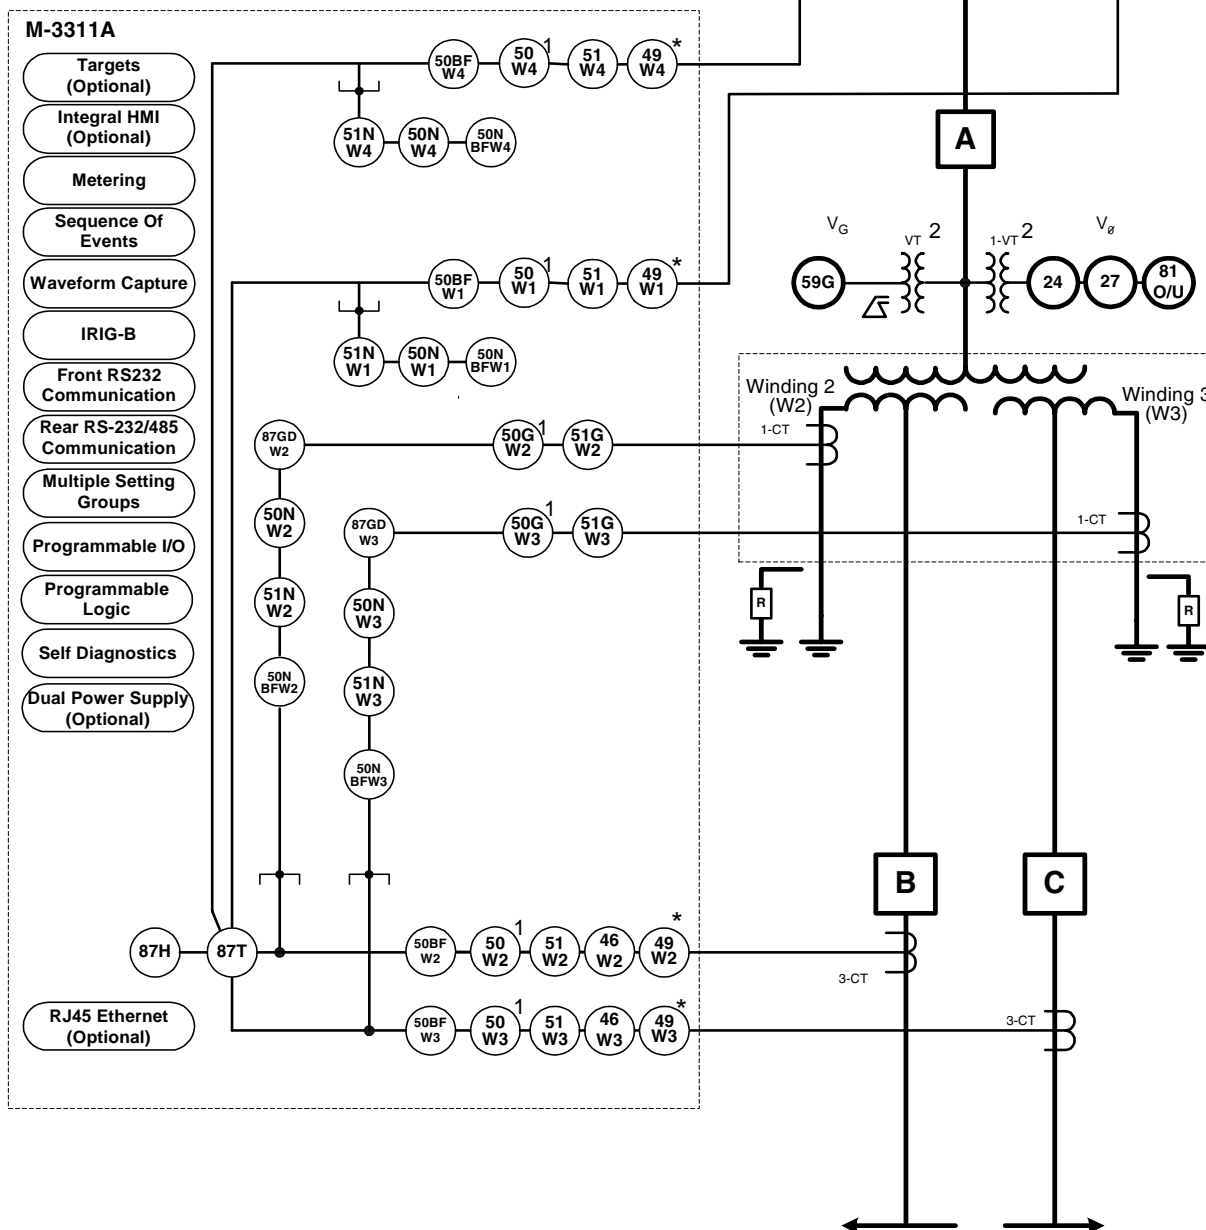 M-3311A
Targets
(Optional)
Integral HMI
(Optional)
Metering
Sequence Of
Events
Waveform Capture
IRIG-B
Front RS232
Communication
Rear RS-232/485
Communication
Multiple Setting
Groups
Programmable I/O
Programmable
Logic
Self Diagnostics
Dual Power Supply
(Optional)
RJ45 Ethernet
(Optional)
50BF
W4
50
W4
1
51
W4
49
W4
*
51N
W4
50N
W4
50N
BFW4
50BF
W1
50
W1
1
51
W1
49
W1
*
51N
W1
50N
W1
50N
BFW1
87GD
W2
50G
W2
1
51G
W2
50N
W2
51N
W2
50N
BFW2
87GD
W3
50G
W3
1
51G
W3
50N
W3
51N
W3
50N
BFW3
87H
87T
50BF
W2
50
W2
1
51
W2
46
W2
49
W2
*
50BF
W3
50
W3
1
51
W3
46
W3
49
W3
*
A
VG
VT 2
1-VT 2
Vø
59G
24
27
81
O/U
Winding 2
(W2)
1-CT
Winding 3
(W3)
1-CT
R
R
B
C
3-CT
3-CT